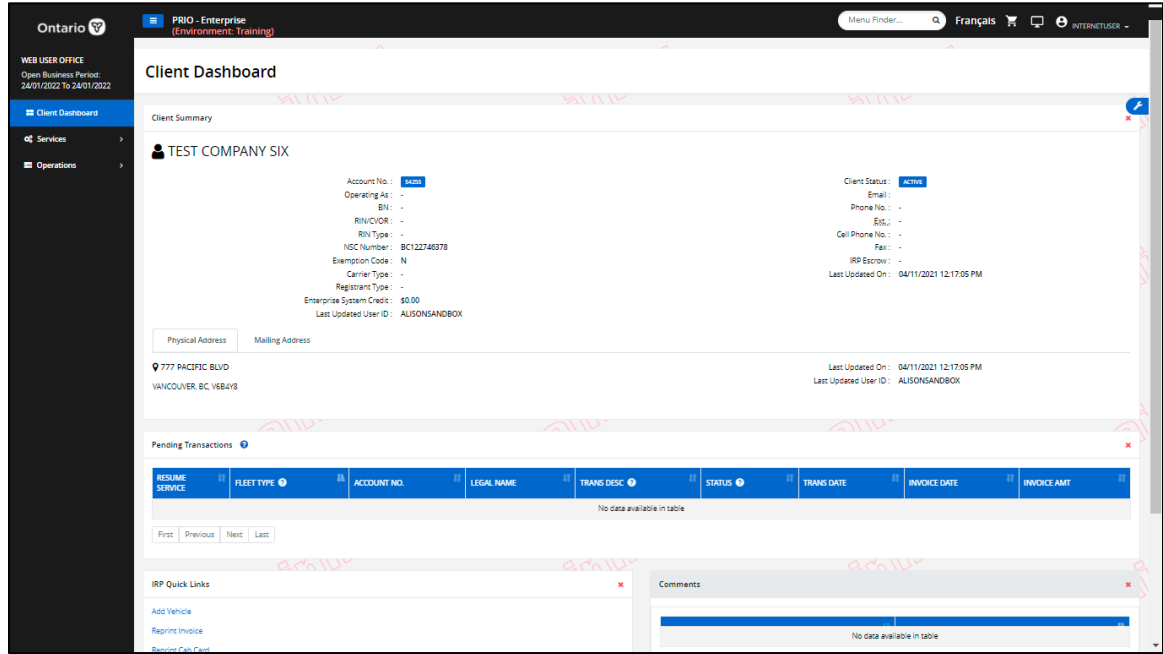 Ontario
PRIO - Enterprise
(Environment: Training)
Menu Finder...
Français
INTERNETUSER
WEB USER OFFICE
Open Business Period:
24/01/2022 To 24/01/2022
Client Dashboard
Services
Operations
Client Dashboard
Client Summary
TEST COMPANY SIX
Account No. : 54255
Operating As : -
BN : -
RIN/CVOR : -
RIN Type : -
NSC Number : BC122746378
Exemption Code : N
Carrier Type : -
Registrant Type : -
Enterprise System Credit : $0.00
Last Updated User ID : ALISONSANDBOX
Client Status : ACTIVE
Email :
Phone No. : -
Ext. : -
Cell Phone No. : -
Fax : -
IRP Escrow : -
Last Updated On : 04/11/2021 12:17:05 PM
Physical Address Mailing Address
777 PACIFIC BLVD
VANCOUVER, BC, V6B4Y8
Last Updated On : 04/11/2021 12:17:05 PM
Last Updated User ID : ALISONSANDBOX
Pending Transactions
RESUME SERVICE FLEET TYPE ACCOUNT NO. LEGAL NAME TRANS DESC STATUS TRANS DATE INVOICE DATE INVOICE AMT
No data available in table
First Previous Next Last
IRP Quick Links
Add Vehicle
Reprint Invoice
Reprint Cab Card
Comments
No data available in table